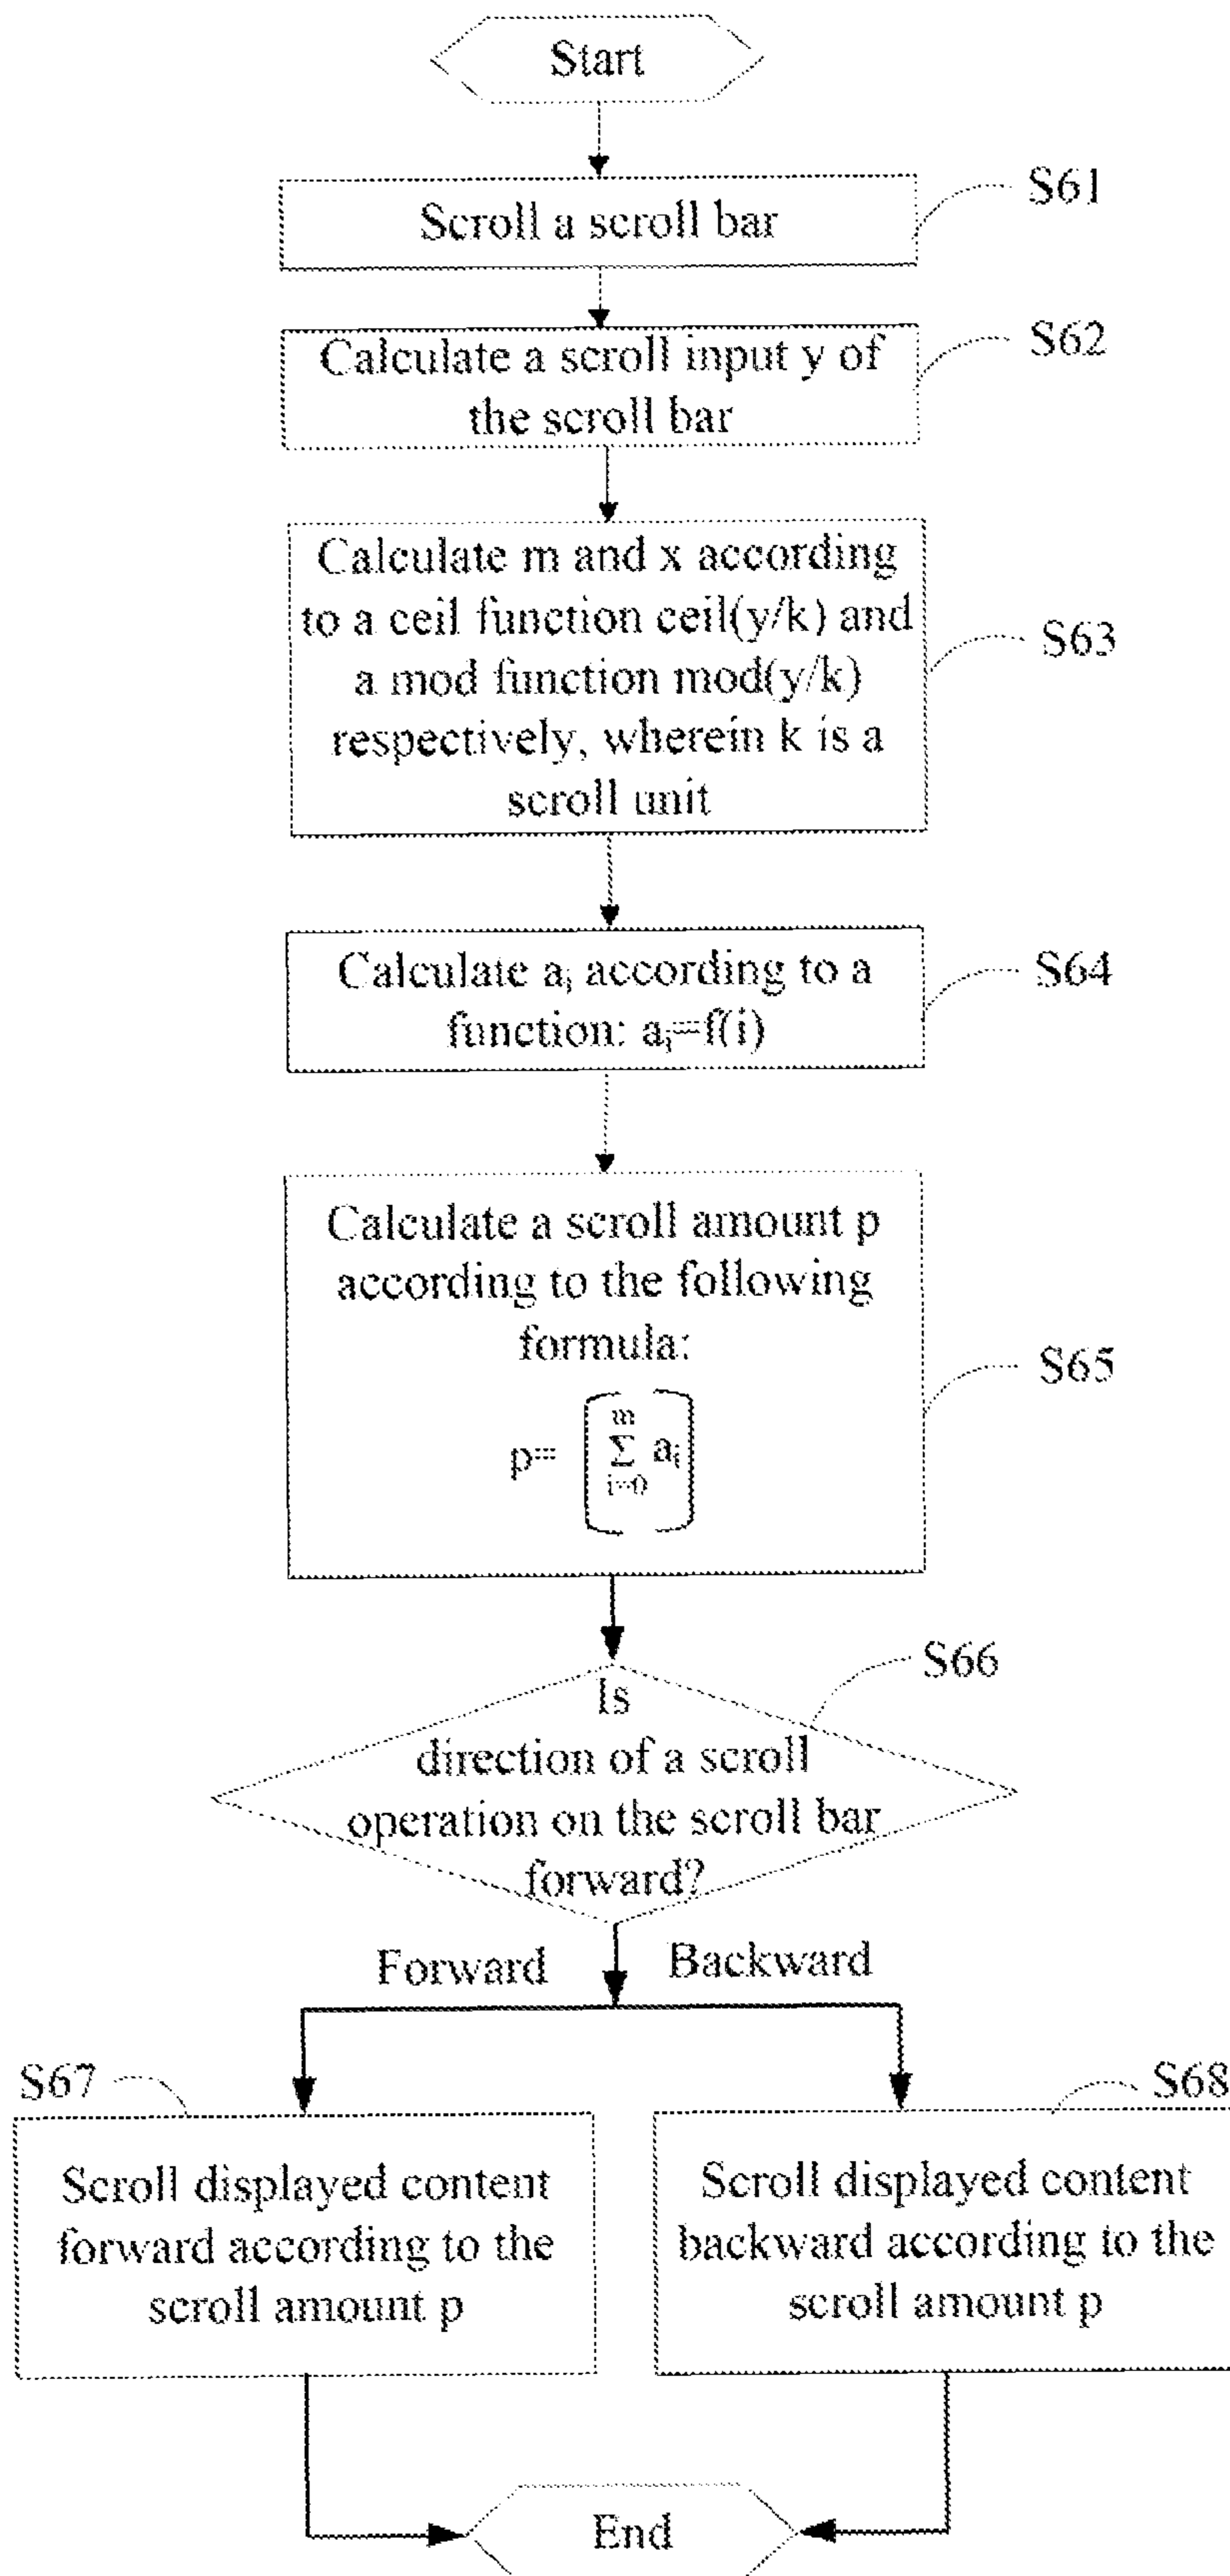 Start
S61
Scroll a scroll bar
S62
Calculate a scroll input y of
the scroll bar
Calculate m and x according
to a ceil function ceil(y/k) and
S63
a mod function mod(y/k)
respectively, wherein k is a
scroll unit
Calculate aᵢ according to a
S64
function: aᵢ=f(i)
Calculate a scroll amount p
according to the following
formula:
S65
m
p= [ Σ aᵢ ]
i=0
S66
Is
direction of a scroll
operation on the scroll bar
forward?
Forward
Backward
S67
S68
Scroll displayed content
forward according to the
scroll amount p
Scroll displayed content
backward according to the
scroll amount p
End